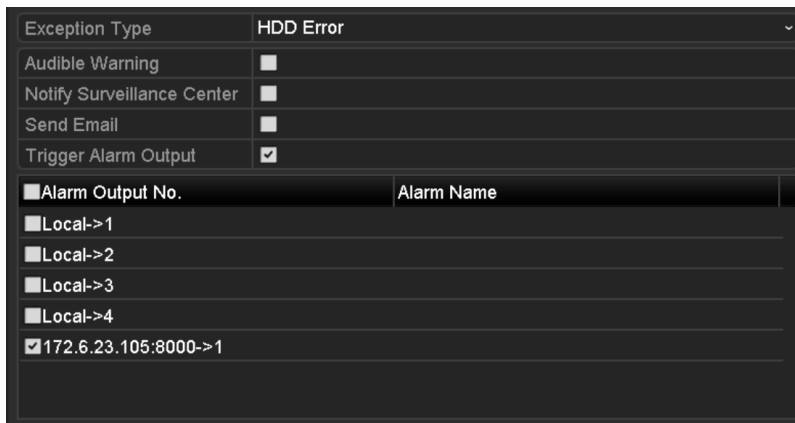 Exception Type HDD Error
Audible Warning
Notify Surveillance Center
Send Email
Trigger Alarm Output
Alarm Output No. Alarm Name
Local->1
Local->2
Local->3
Local->4
172.6.23.105:8000->1